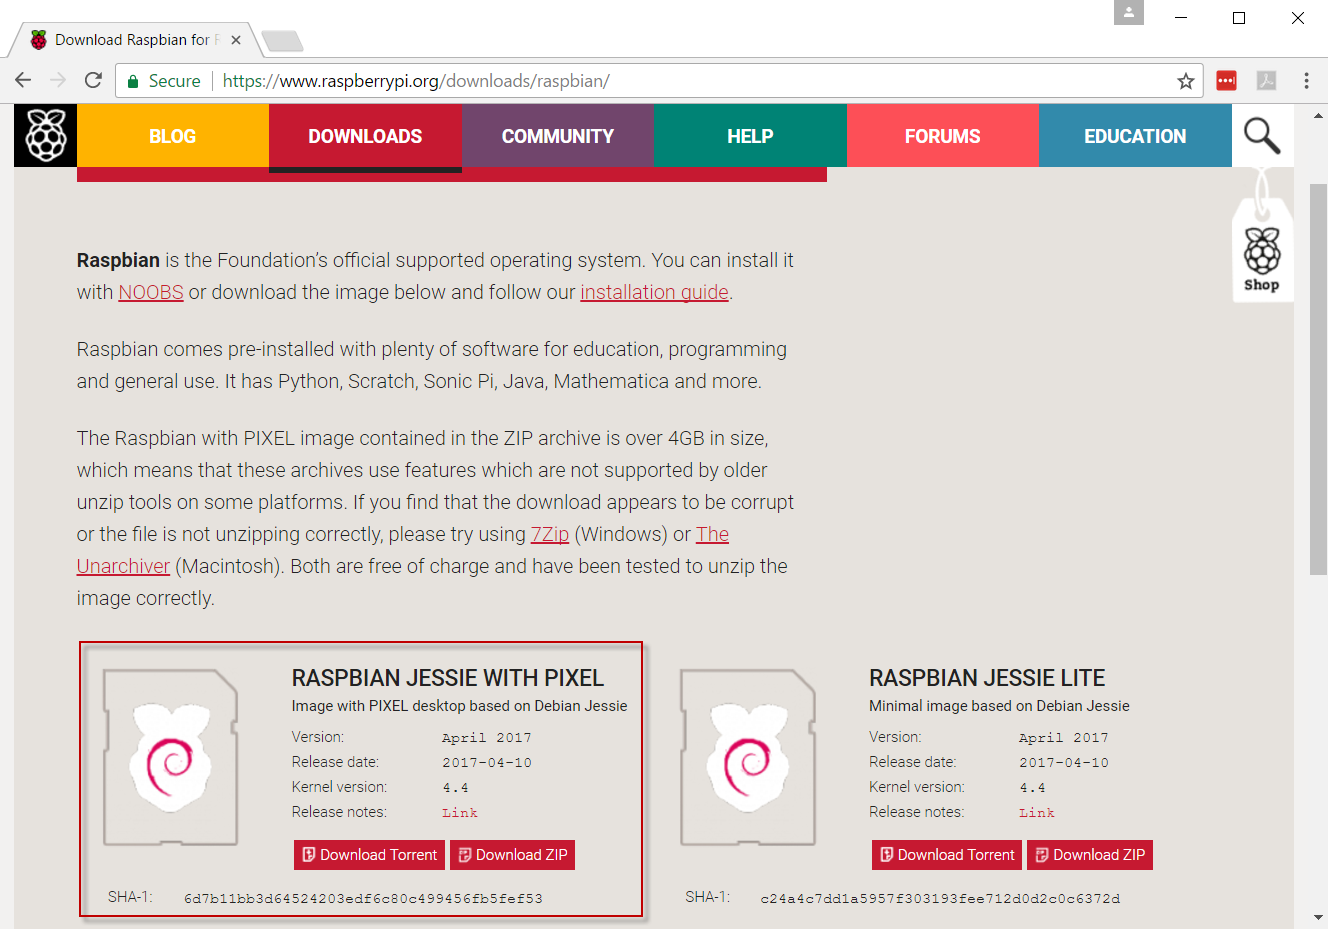 Download Raspbian for
Secure
https://www.raspberrypi.org/downloads/raspbian/
BLOG
DOWNLOADS
COMMUNITY
HELP
FORUMS
EDUCATION
Shop
Raspbian is the Foundation’s official supported operating system. You can install it
with NOOBS or download the image below and follow our installation guide.
Raspbian comes pre-installed with plenty of software for education, programming
and general use. It has Python, Scratch, Sonic Pi, Java, Mathematica and more.
The Raspbian with PIXEL image contained in the ZIP archive is over 4GB in size,
which means that these archives use features which are not supported by older
unzip tools on some platforms. If you find that the download appears to be corrupt
or the file is not unzipping correctly, please try using 7Zip (Windows) or The
Unarchiver (Macintosh). Both are free of charge and have been tested to unzip the
image correctly.
RASPBIAN JESSIE WITH PIXEL
Image with PIXEL desktop based on Debian Jessie
Version: April 2017
Release date: 2017-04-10
Kernel version: 4.4
Release notes: Link
Download Torrent
Download ZIP
SHA-1: 6d7b11bb3d64524203edf6c80c499456fb5fef53
RASPBIAN JESSIE LITE
Minimal image based on Debian Jessie
Version: April 2017
Release date: 2017-04-10
Kernel version: 4.4
Release notes: Link
Download Torrent
Download ZIP
SHA-1: c24a4c7dd1a5957f303193fee712d0d2c0c6372d